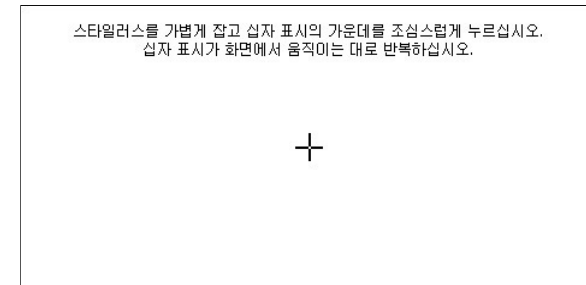 스타일러스를 가볍게 잡고 십자 표시의 가운데를 조심스럽게 누르십시오.
십자 표시가 화면에서 움직이는 대로 반복하십시오.